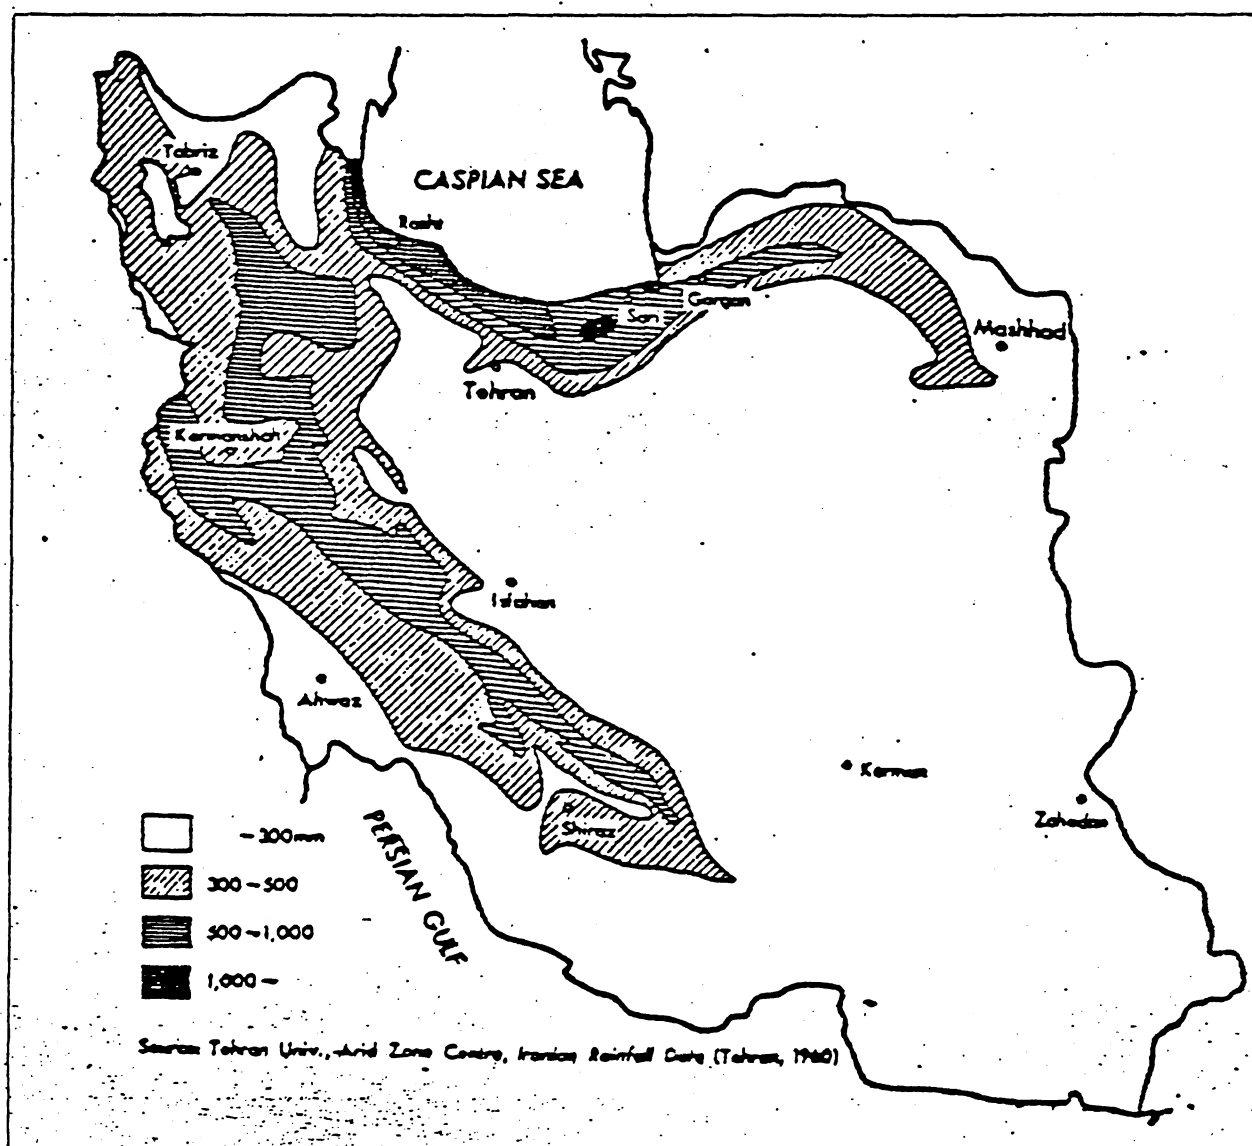 Tabriz
CASPIAN SEA
Rasht
Gorgan
Sari
Mashhad
Tehran
Kermanshah
Isfahan
Ahwaz
Kerman
Zahedan
Shiraz
PERSIAN GULF
-300mm
300-500
500-1,000
1,000-
Source: Tehran Univ., Arid Zone Centre, Iranian Rainfall Data (Tehran, 1960)